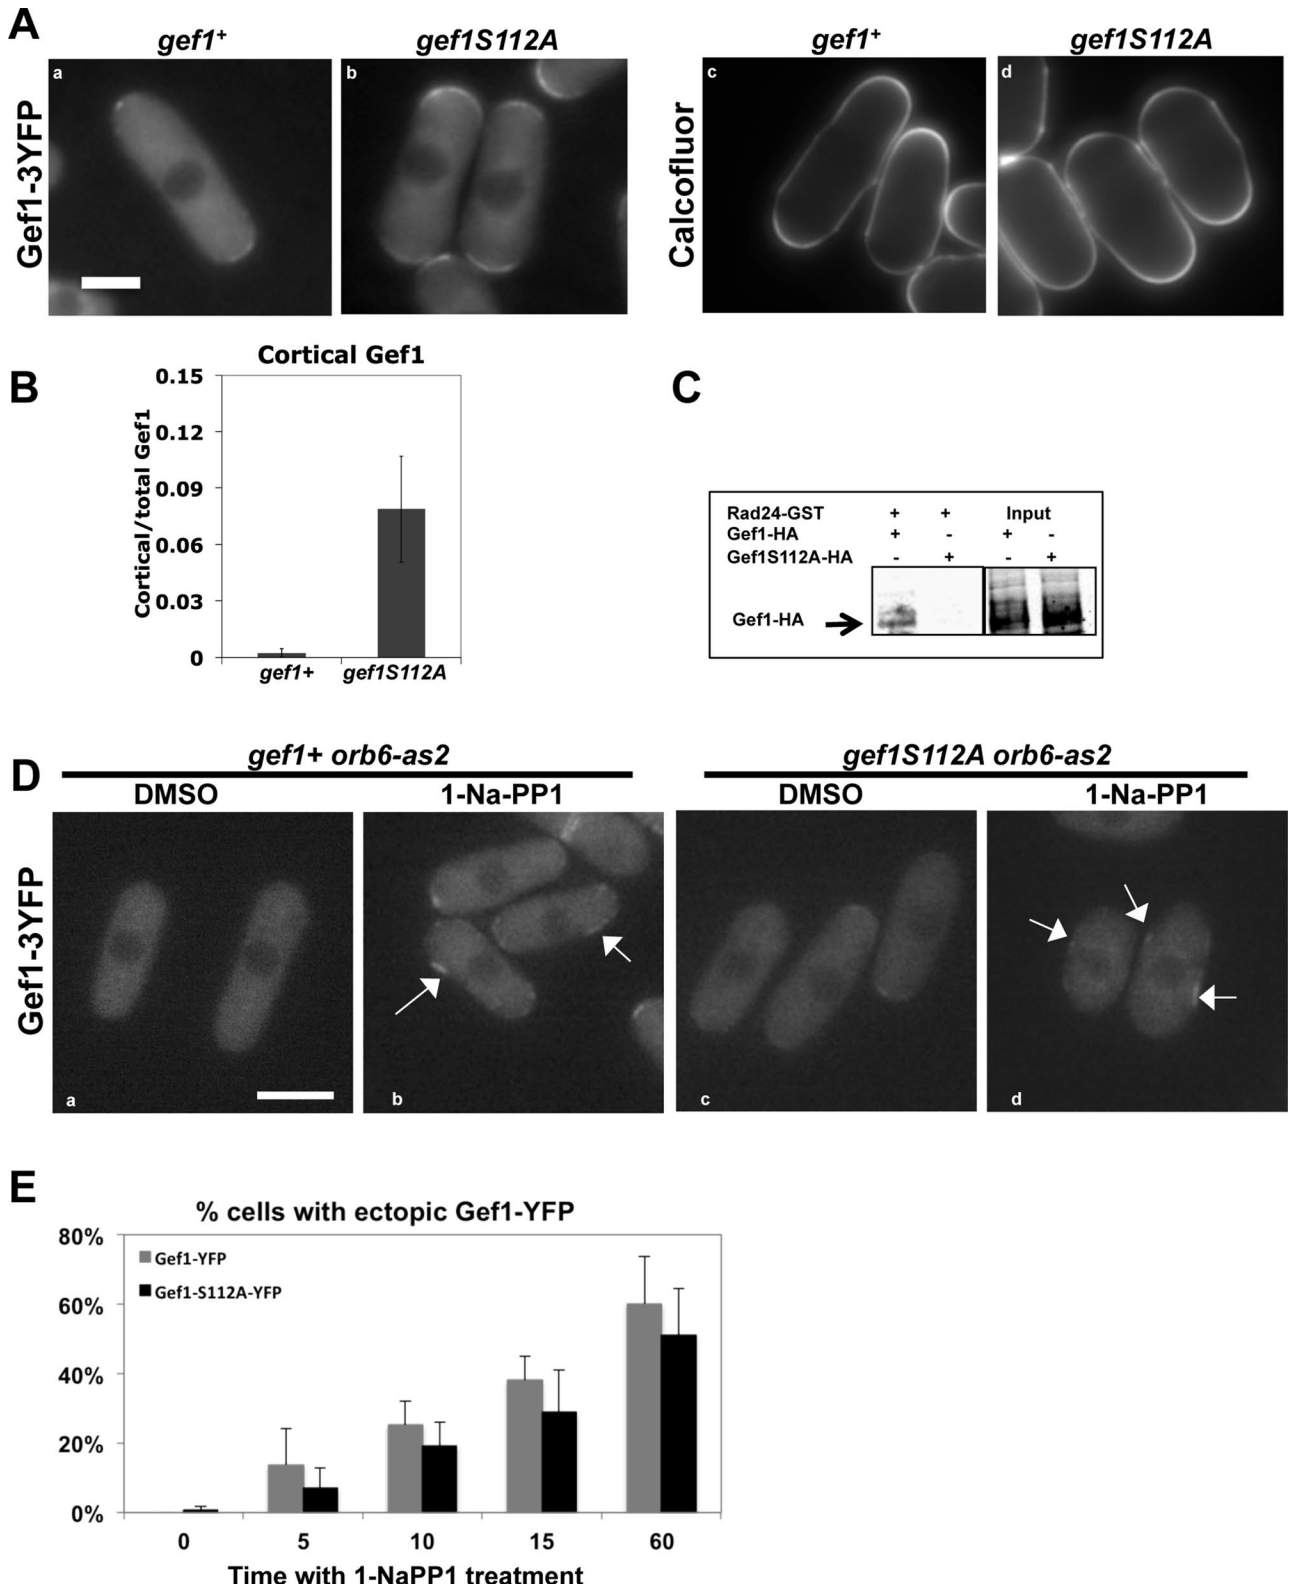 A
gef1+ gef1S112A gef1+ gef1S112A
Gef1-3YFP
a b
Calcofluor
c d
B
Cortical Gef1
Cortical/total Gef1
0.15
0.12
0.09
0.06
0.03
0
gef1+ gef1S112A
C
Rad24-GST + + Input
Gef1-HA + - + -
Gef1S112A-HA - + - +
Gef1-HA
D
gef1+ orb6-as2 gef1S112A orb6-as2
DMSO 1-Na-PP1 DMSO 1-Na-PP1
Gef1-3YFP
a b c d
E
% cells with ectopic Gef1-YFP
80%
60%
40%
20%
0%
Gef1-YFP
Gef1-S112A-YFP
0 5 10 15 60
Time with 1-NaPP1 treatment